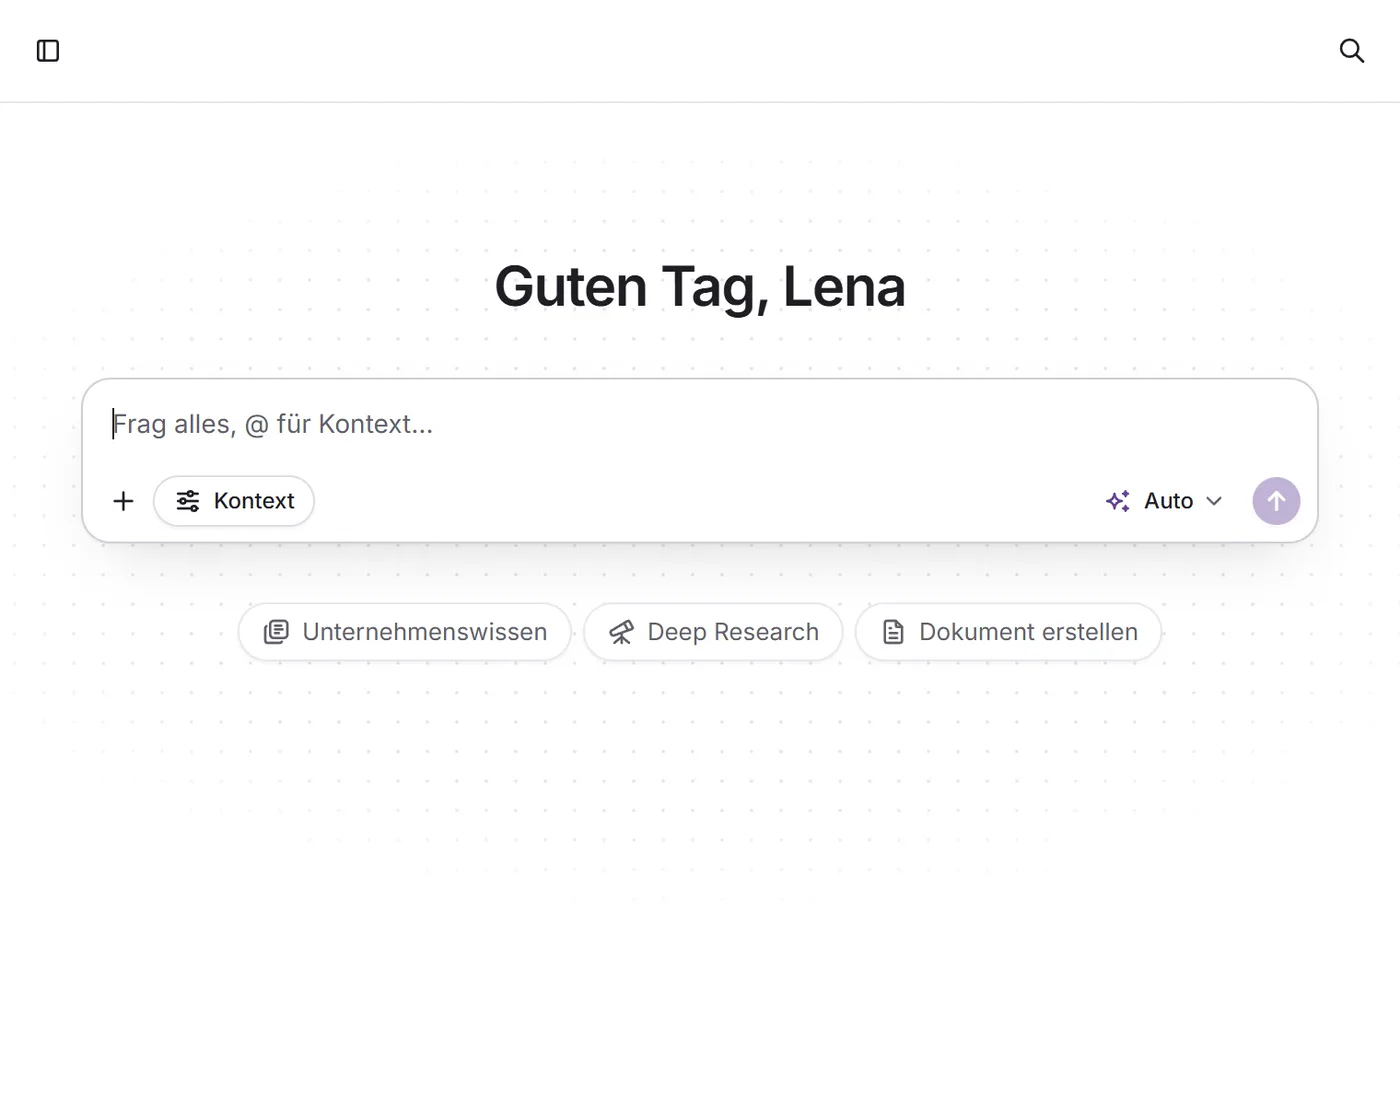 Guten Tag, Lena
Frag alles, @ für Kontext...
Kontext
Auto
Unternehmenswissen
Deep Research
Dokument erstellen